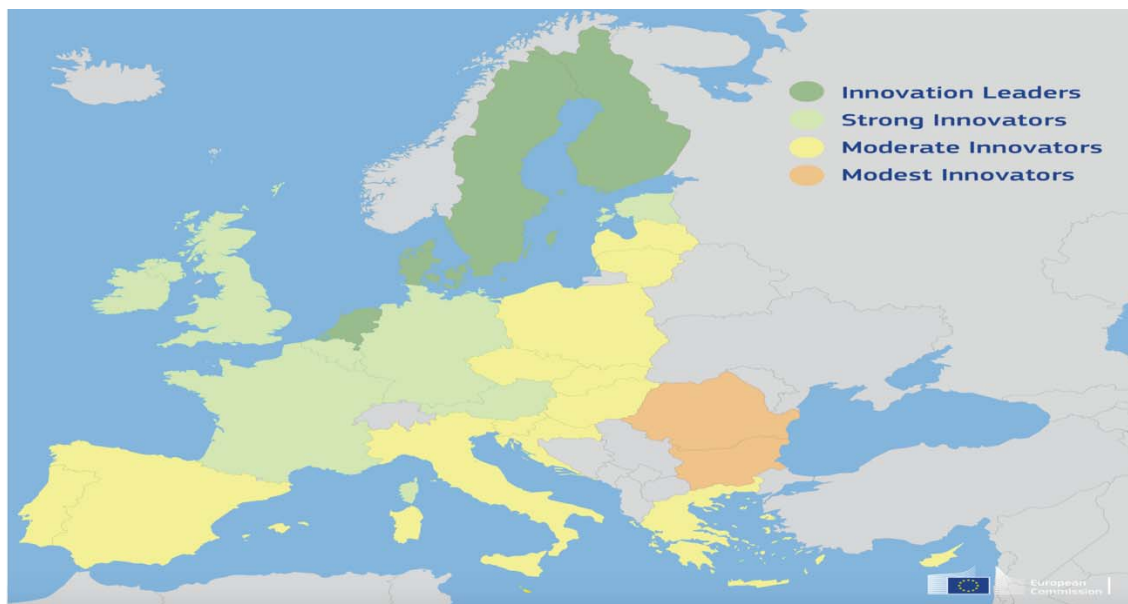 Innovation Leaders
Strong Innovators
Moderate Innovators
Modest Innovators
European
Commission